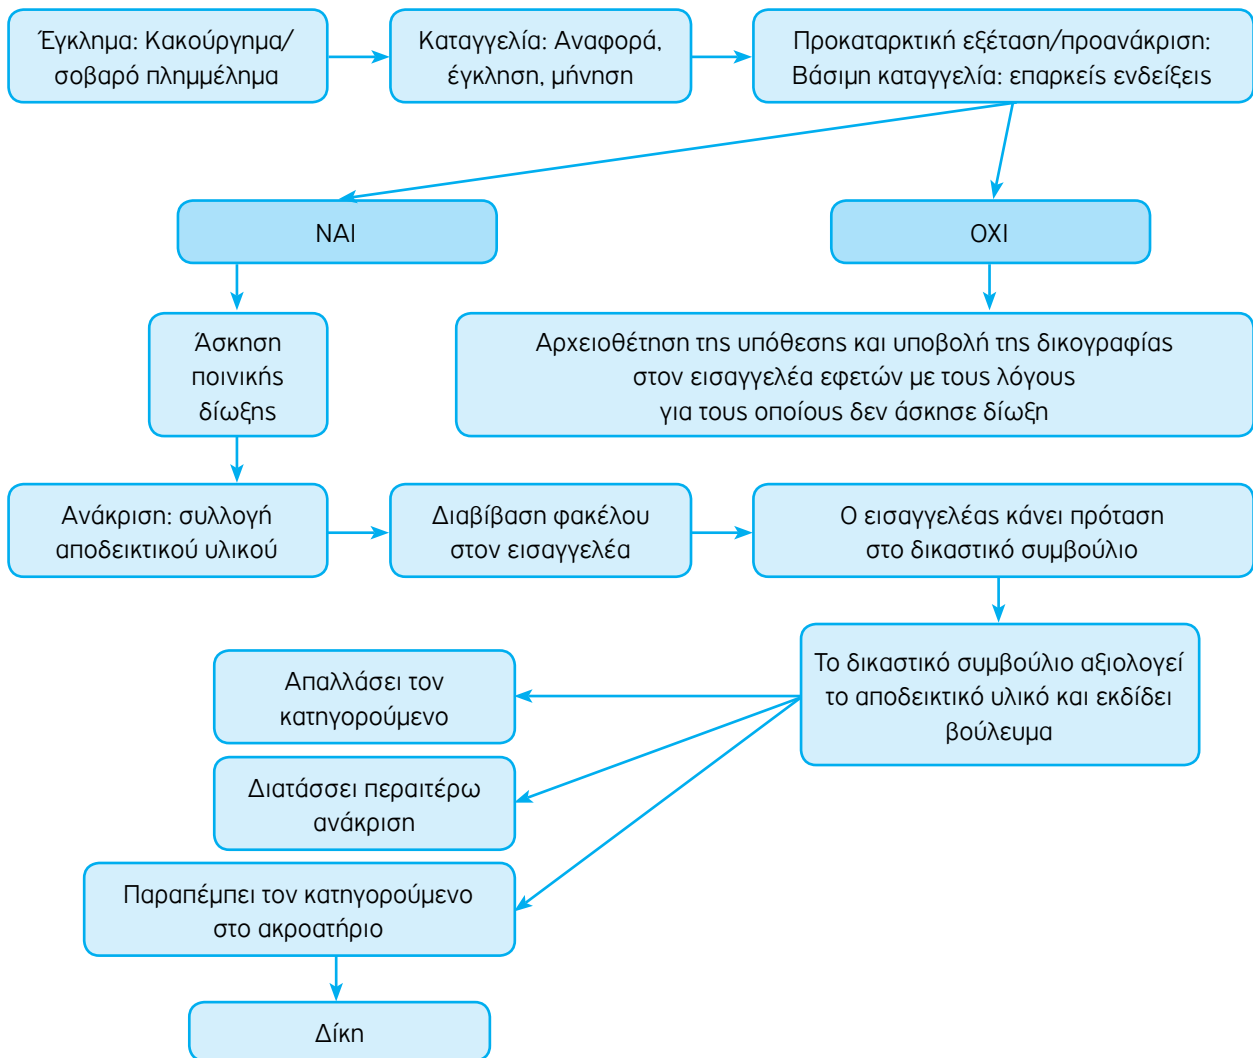 Έγκλημα: Κακούργημα/
σοβαρό πλημμέλημα
Καταγγελία: Αναφορά,
έγκληση, μήνυση
Προκαταρκτική εξέταση/προανάκριση:
Βάσιμη καταγγελία: επαρκείς ενδείξεις
ΝΑΙ
ΟΧΙ
Άσκηση
ποινικής
δίωξης
Αρχειοθέτηση της υπόθεσης και υποβολή της δικογραφίας
στον εισαγγελέα εφετών με τους λόγους
για τους οποίους δεν άσκησε δίωξη
Ανάκριση: συλλογή
αποδεικτικού υλικού
Διαβίβαση φακέλου
στον εισαγγελέα
Ο εισαγγελέας κάνει πρόταση
στο δικαστικό συμβούλιο
Το δικαστικό συμβούλιο αξιολογεί
το αποδεικτικό υλικό και εκδίδει
βούλευμα
Απαλλάσει τον
κατηγορούμενο
Διατάσσει περαιτέρω
ανάκριση
Παραπέμπει τον κατηγορούμενο
στο ακροατήριο
Δίκη